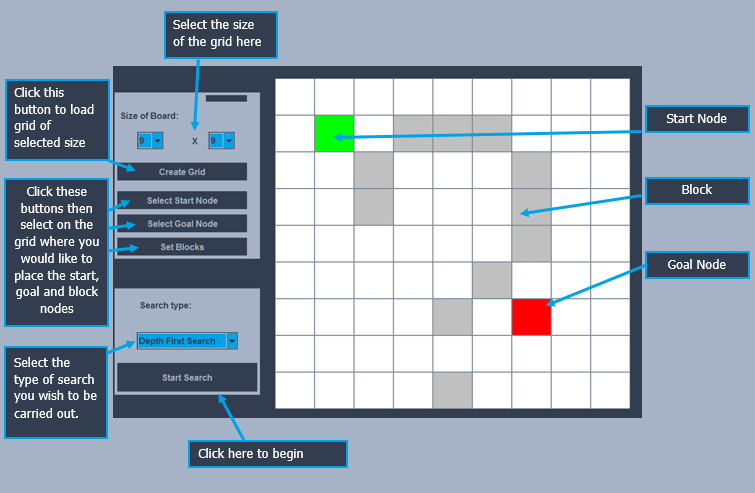 Select the size
of the grid here
Click this
button to load
grid of
selected size
Size of Board:
9 X 9
Create Grid
Click these
buttons then
select on the
grid where you
would like to
place the start,
goal and block
nodes
Select Start Node
Select Goal Node
Set Blocks
Search type:
Depth First Search
Start Search
Select the
type of search
you wish to be
carried out.
Click here to begin
Start Node
Block
Goal Node